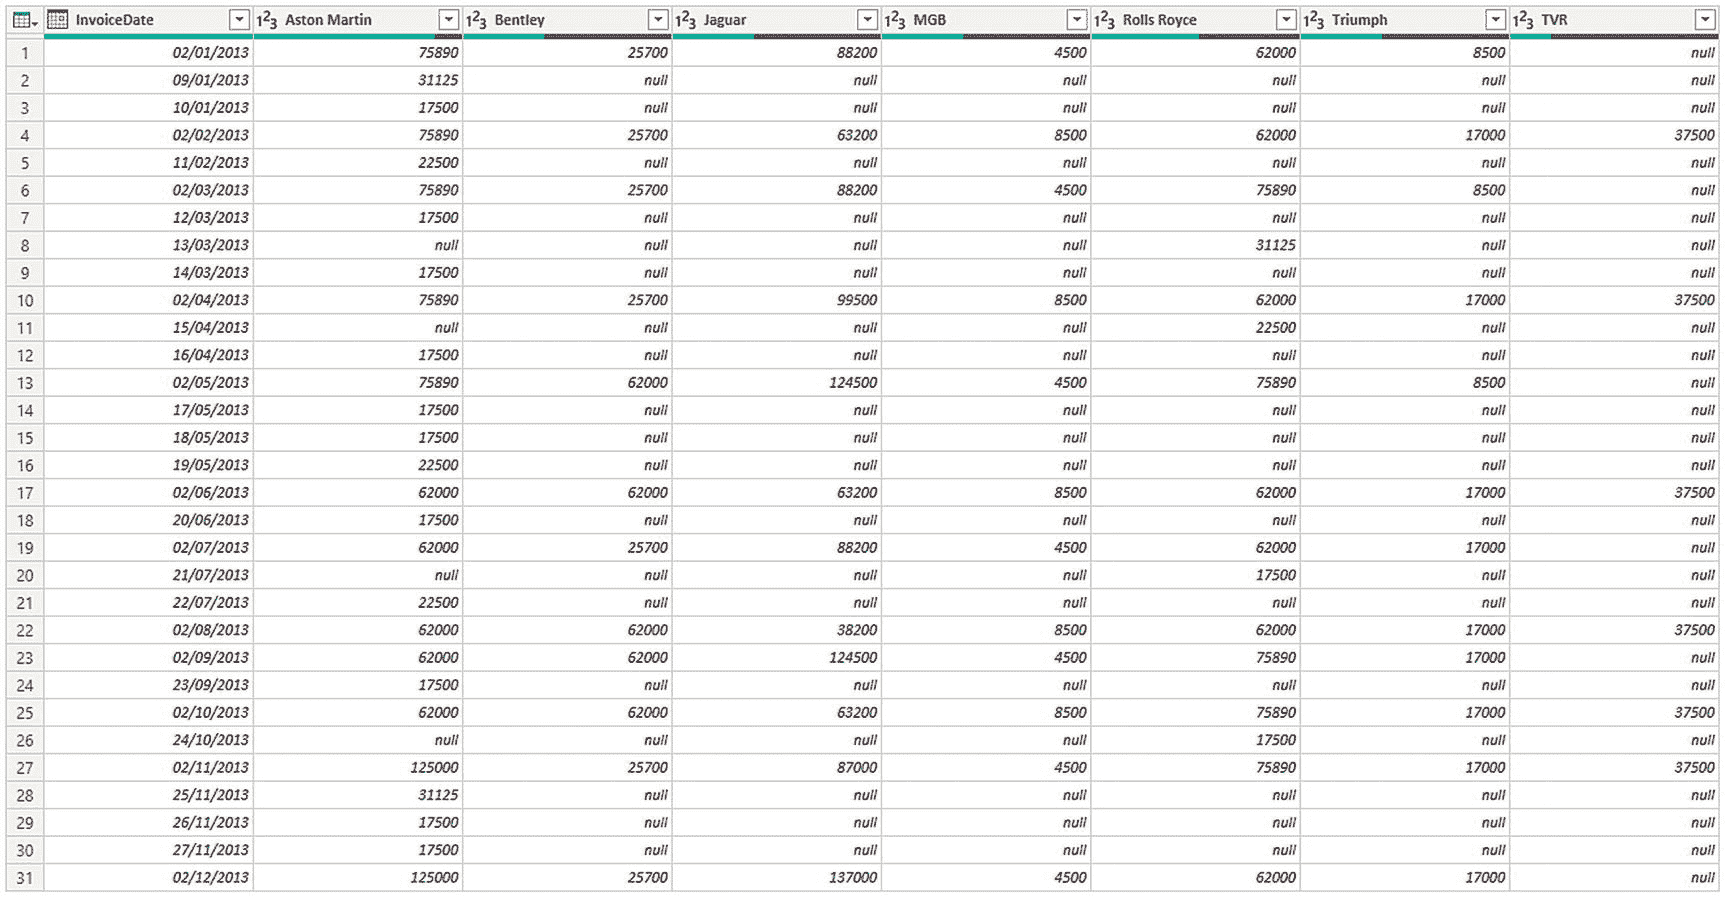 InvoiceDate 123 Aston Martin 123 Bentley 123 Jaguar 123 MGB 123 Rolls Royce 123 Triumph 123 TVR
1 02/01/2013 75890 25700 88200 4500 62000 8500 null
2 09/01/2013 31125 null null null null null null
3 10/01/2013 17500 null null null null null null
4 02/02/2013 75890 25700 63200 8500 62000 17000 37500
5 11/02/2013 22500 null null null null null null
6 02/03/2013 75890 25700 88200 4500 75890 8500 null
7 12/03/2013 17500 null null null null null null
8 13/03/2013 null null null null 31125 null null
9 14/03/2013 17500 null null null null null null
10 02/04/2013 75890 25700 99500 8500 62000 17000 37500
11 15/04/2013 null null null null 22500 null null
12 16/04/2013 17500 null null null null null null
13 02/05/2013 75890 62000 124500 4500 75890 8500 null
14 17/05/2013 17500 null null null null null null
15 18/05/2013 17500 null null null null null null
16 19/05/2013 22500 null null null null null null
17 02/06/2013 62000 62000 63200 8500 62000 17000 37500
18 20/06/2013 17500 null null null null null null
19 02/07/2013 62000 25700 88200 4500 62000 17000 null
20 21/07/2013 null null null null 17500 null null
21 22/07/2013 22500 null null null null null null
22 02/08/2013 62000 62000 38200 8500 62000 17000 37500
23 02/09/2013 62000 62000 124500 4500 75890 17000 null
24 23/09/2013 17500 null null null null null null
25 02/10/2013 62000 62000 63200 8500 75890 17000 37500
26 24/10/2013 null null null null 17500 null null
27 02/11/2013 125000 25700 87000 4500 75890 17000 37500
28 25/11/2013 31125 null null null null null null
29 26/11/2013 17500 null null null null null null
30 27/11/2013 17500 null null null null null null
31 02/12/2013 125000 25700 137000 4500 62000 17000 null